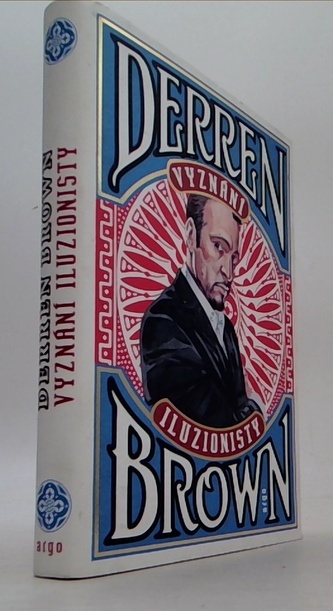 DERREN
VYZNÁNÍ
ILUZIONISTY
BROWN
argo
DERREN BROWN
VYZNÁNÍ ILUZIONISTY
argo